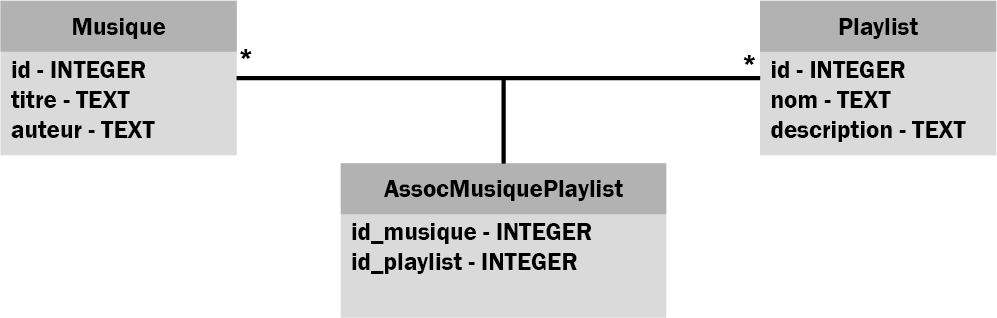 Musique
id - INTEGER
titre - TEXT
auteur - TEXT
*
*
Playlist
id - INTEGER
nom - TEXT
description - TEXT
AssocMusiquePlaylist
id_musique - INTEGER
id_playlist - INTEGER